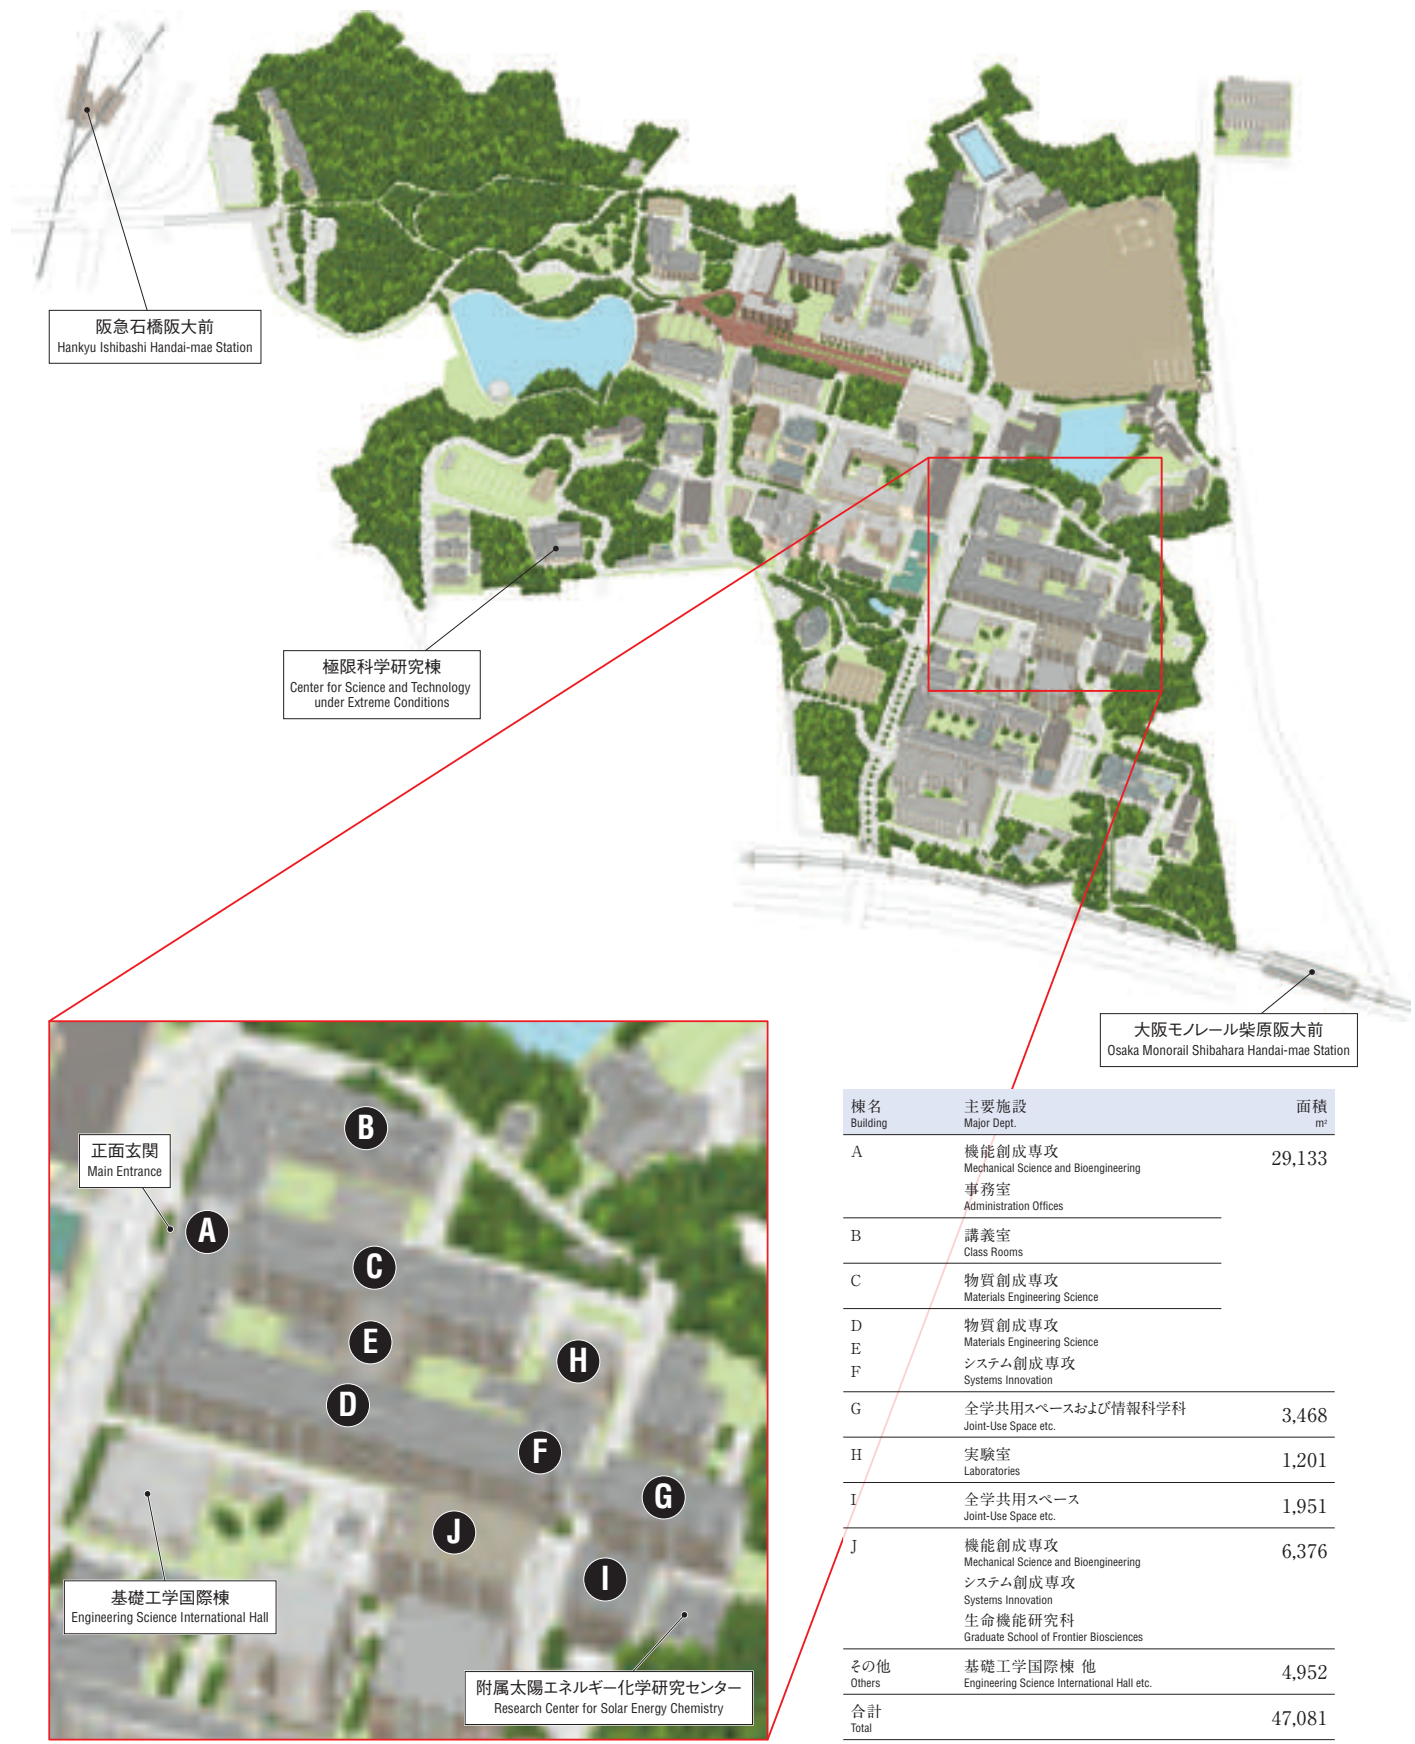 阪急石橋阪大前
Hankyu Ishibashi Handai-mae Station
極限科学研究棟
Center for Science and Technology
under Extreme Conditions
大阪モノレール柴原阪大前
Osaka Monorail Shibahara Handai-mae Station
正面玄関
Main Entrance
A
B
C
E
H
D
F
G
J
I
基礎工学国際棟
Engineering Science International Hall
附属太陽エネルギー化学研究センター
Research Center for Solar Energy Chemistry
棟名 主要施設 面積
Building Major Dept. m²
A 機能創成専攻 29,133
Mechanical Science and Bioengineering
事務室
Administration Offices
B 講義室
Class Rooms
C 物質創成専攻
Materials Engineering Science
D 物質創成専攻
Materials Engineering Science
E
F システム創成専攻
Systems Innovation
G 全学共用スペースおよび情報科学科 3,468
Joint-Use Space etc.
H 実験室 1,201
Laboratories
I 全学共用スペース 1,951
Joint-Use Space etc.
J 機能創成専攻 6,376
Mechanical Science and Bioengineering
システム創成専攻
Systems Innovation
生命機能研究科
Graduate School of Frontier Biosciences
その他 基礎工学国際棟 他 4,952
Others Engineering Science International Hall etc.
合計 47,081
Total